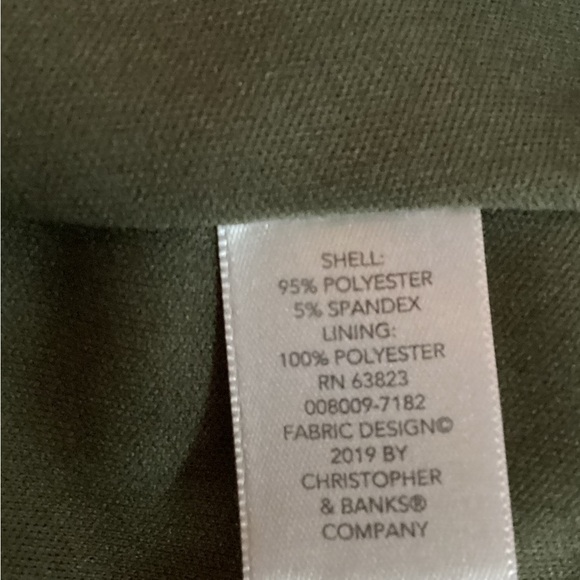 SHELL:
95% POLYESTER
5% SPANDEX
LINING:
100% POLYESTER
RN 63823
008009-7182
FABRIC DESIGN©
2019 BY
CHRISTOPHER
& BANKS®
COMPANY